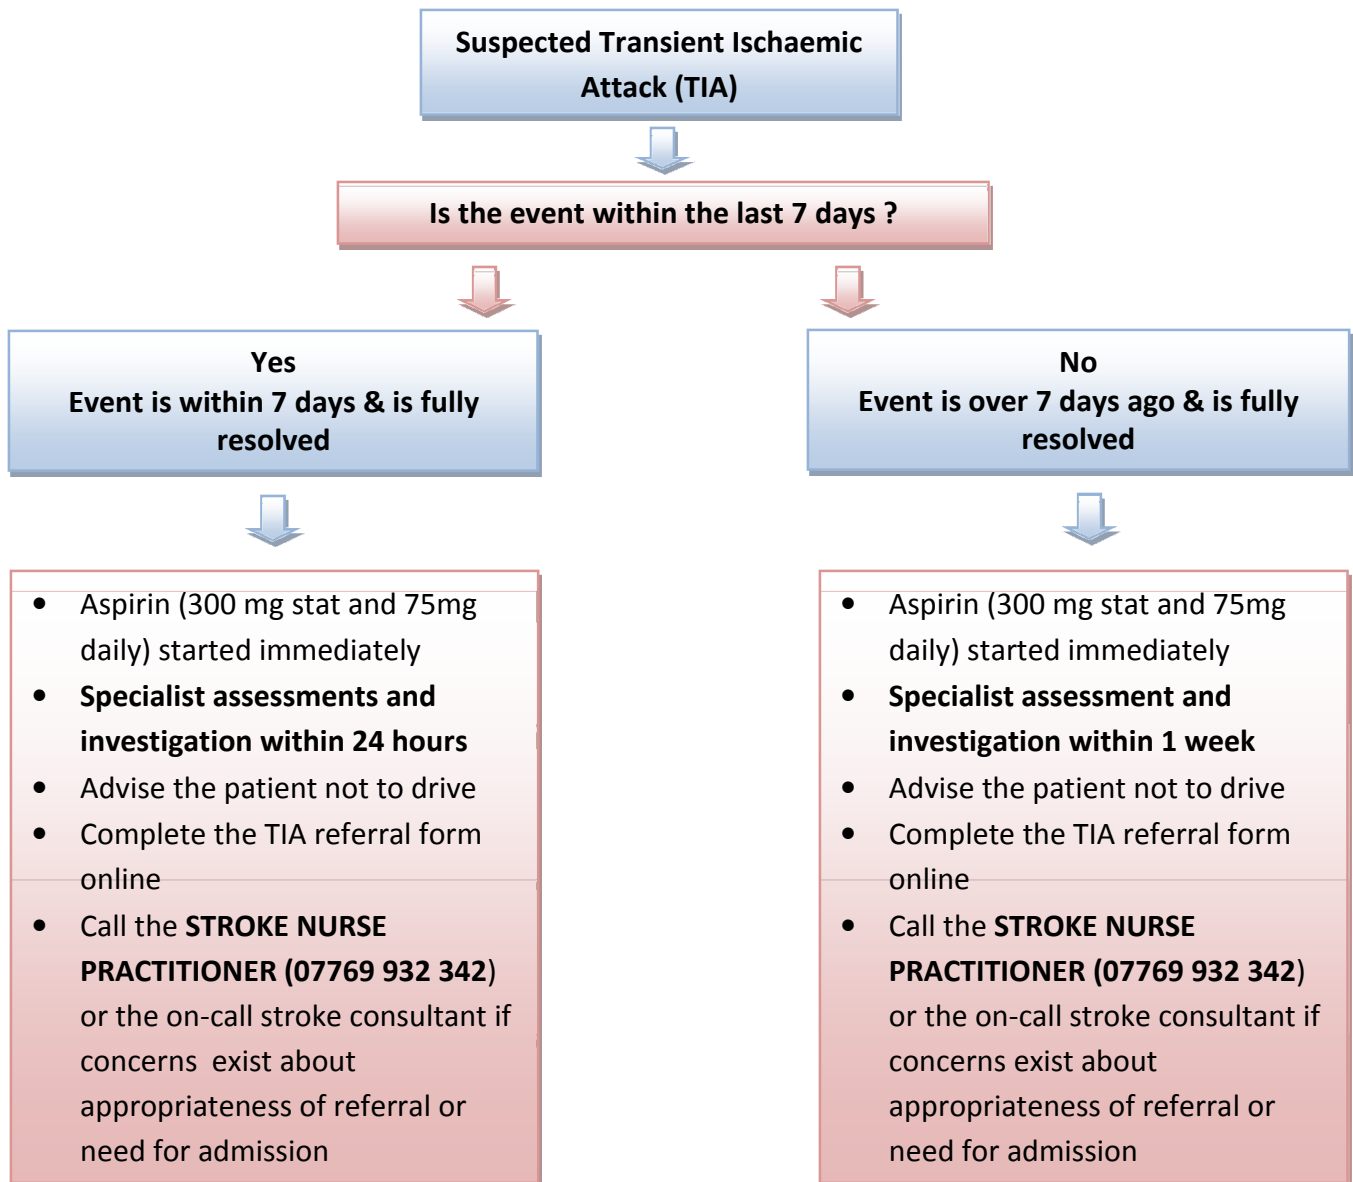 Suspected Transient Ischaemic
Attack (TIA)
Is the event within the last 7 days ?
Yes
Event is within 7 days & is fully
resolved
No
Event is over 7 days ago & is fully
resolved
• Aspirin (300 mg stat and 75mg
daily) started immediately
• Specialist assessments and
investigation within 24 hours
• Advise the patient not to drive
• Complete the TIA referral form
online
• Call the STROKE NURSE
PRACTITIONER (07769 932 342)
or the on-call stroke consultant if
concerns  exist about
appropriateness of referral or
need for admission
• Aspirin (300 mg stat and 75mg
daily) started immediately
• Specialist assessment and
investigation within 1 week
• Advise the patient not to drive
• Complete the TIA referral form
online
• Call the STROKE NURSE
PRACTITIONER (07769 932 342)
or the on-call stroke consultant if
concerns exist about
appropriateness of referral or
need for admission